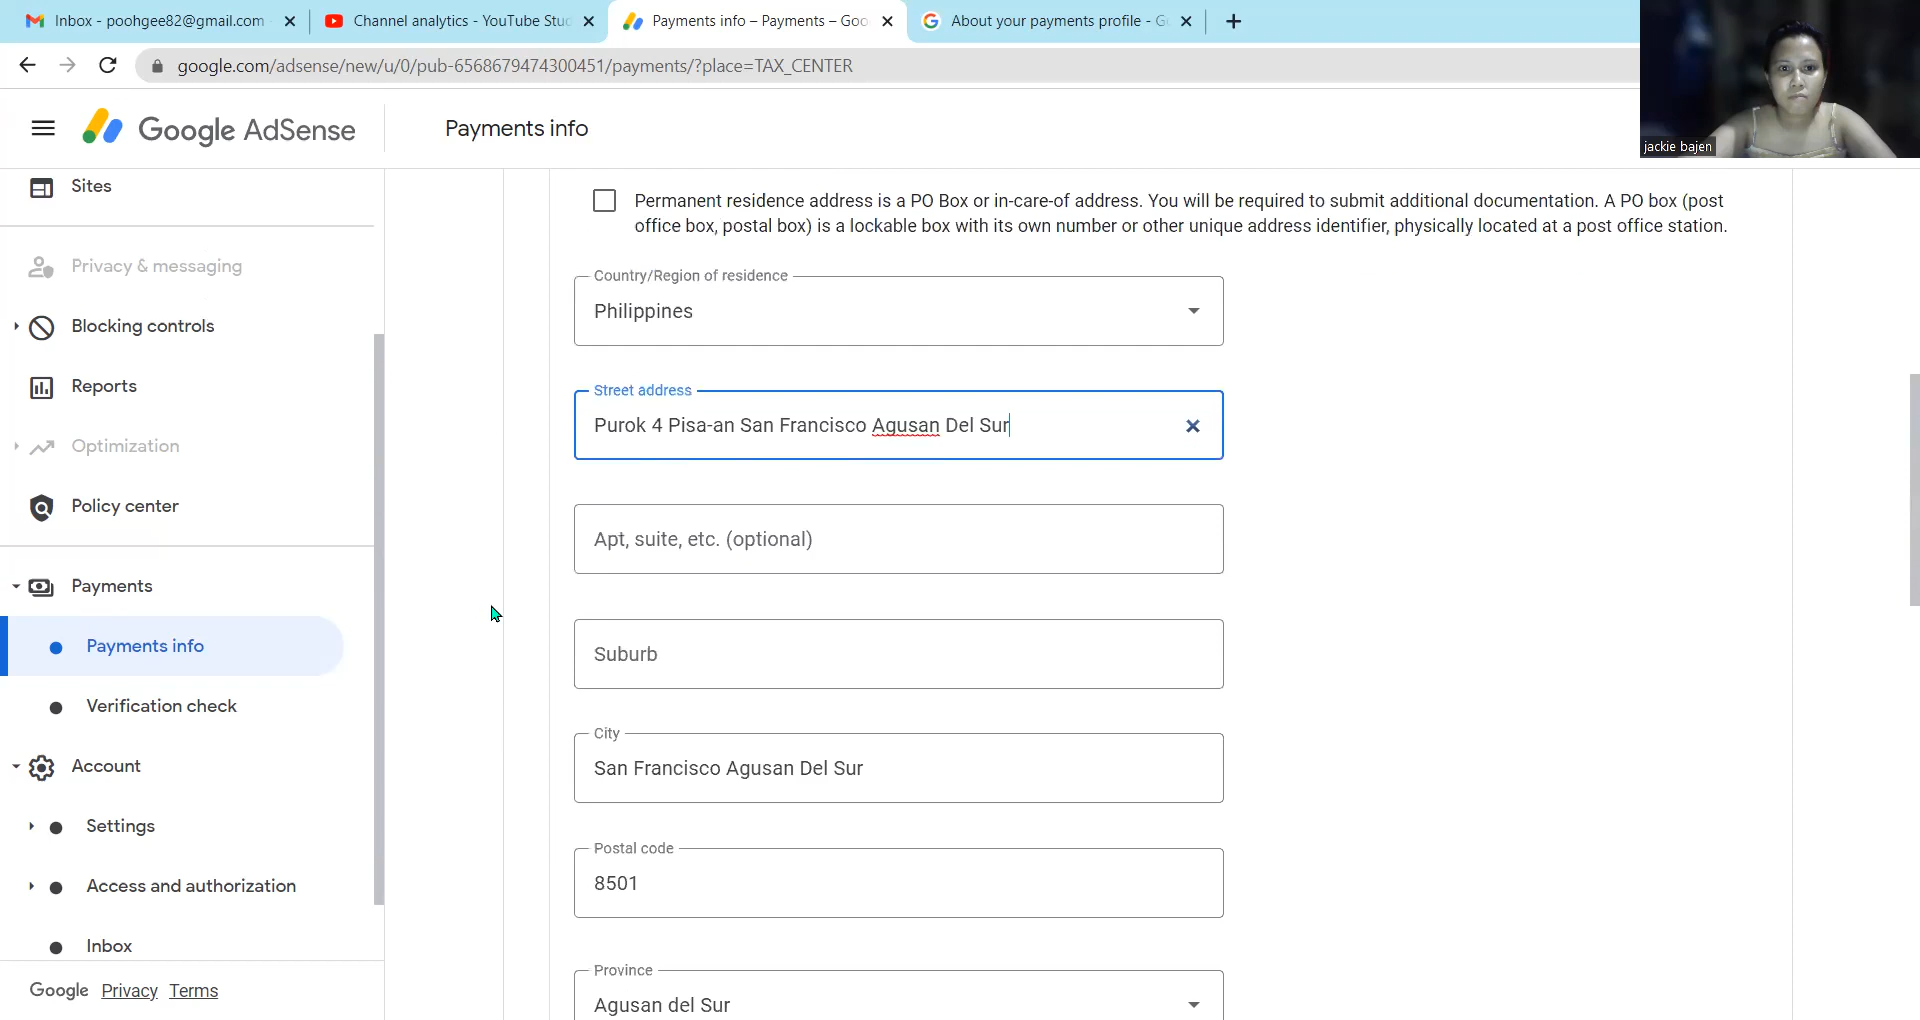 Inbox - poohgee82@gmail.com
Channel analytics - YouTube Stu
Payments info – Payments – Goo
About your payments profile - G
google.com/adsense/new/u/0/pub-6568679474300451/payments/?place=TAX_CENTER
jackie bajen
Google AdSense
Payments info
Sites
Privacy & messaging
Blocking controls
Reports
Optimization
Policy center
Payments
Payments info
Verification check
Account
Settings
Access and authorization
Inbox
Google Privacy Terms
Permanent residence address is a PO Box or in-care-of address. You will be required to submit additional documentation. A PO box (post
office box, postal box) is a lockable box with its own number or other unique address identifier, physically located at a post office station.
Country/Region of residence
Philippines
Street address
Purok 4 Pisa-an San Francisco Agusan Del Sur
Apt, suite, etc. (optional)
Suburb
City
San Francisco Agusan Del Sur
Postal code
8501
Province
Agusan del Sur